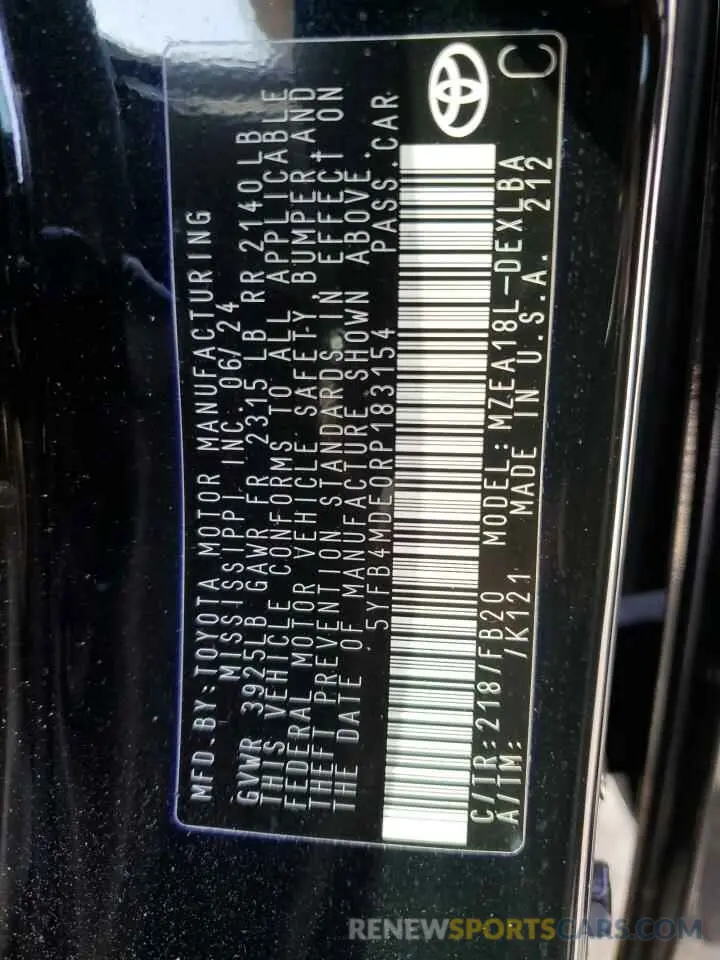 MFD.BY:TOYOTA MOTOR MANUFACTURING
MISSISSIPPI INC. 06/24
GVWR 3925LB GAWR FR 2315 LB RR 2140 LB
THIS VEHICLE CONFORMS TO ALL APPLICABLE
FEDERAL MOTOR VEHICLE SAFETY, BUMPER AND
THEFT PREVENTION STANDARDS IN EFFECT ON
THE DATE OF MANUFACTURE SHOWN ABOVE.
5YFB4MDE0RP183154 PASS.CAR
C/TR:218/FB20 MODEL:MZEA18L-DEXLBA
A/TM: /K121 MADE IN U.S.A. 212
C
RENEWSPORTSCARS.COM